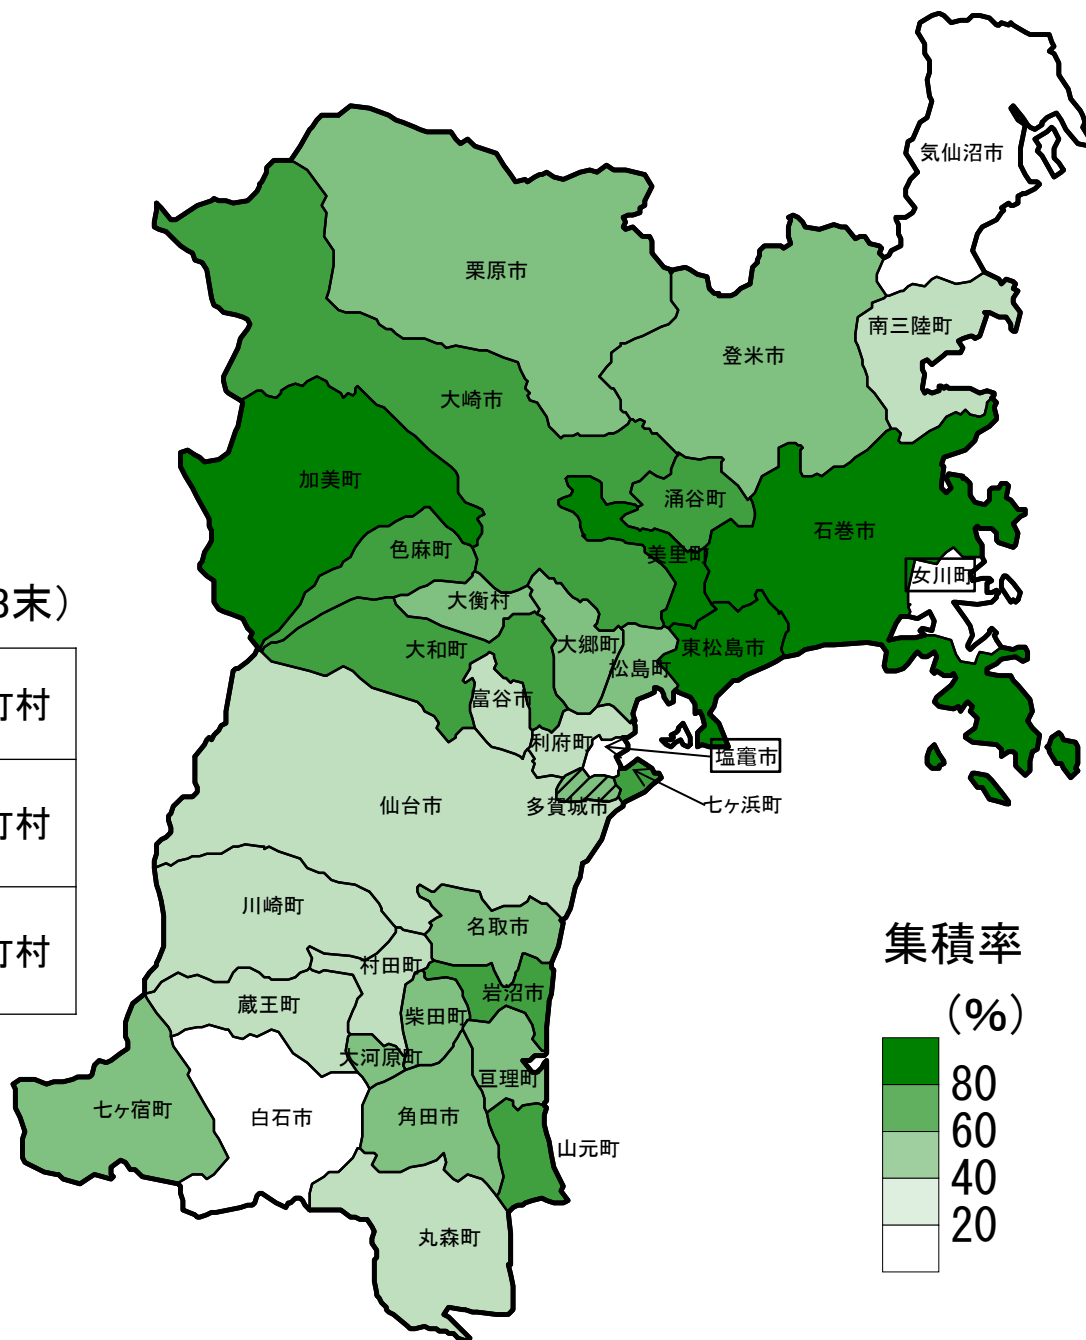 気仙沼市
栗原市
南三陸町
登米市
大崎市
加美町
涌谷町
石巻市
色麻町
美里町
女川町
3末）
大衡村
大郷町
大和町
松島町
東松島市
富谷市
町村
利府町
塩竈市
仙台市
多賀城市
七ヶ浜町
町村
川崎町
名取市
集積率
町村
村田町
岩沼市
蔵王町
柴田町
（%）
大河原町
亘理町
80
七ヶ宿町
白石市
角田市
60
山元町
40
20
丸森町